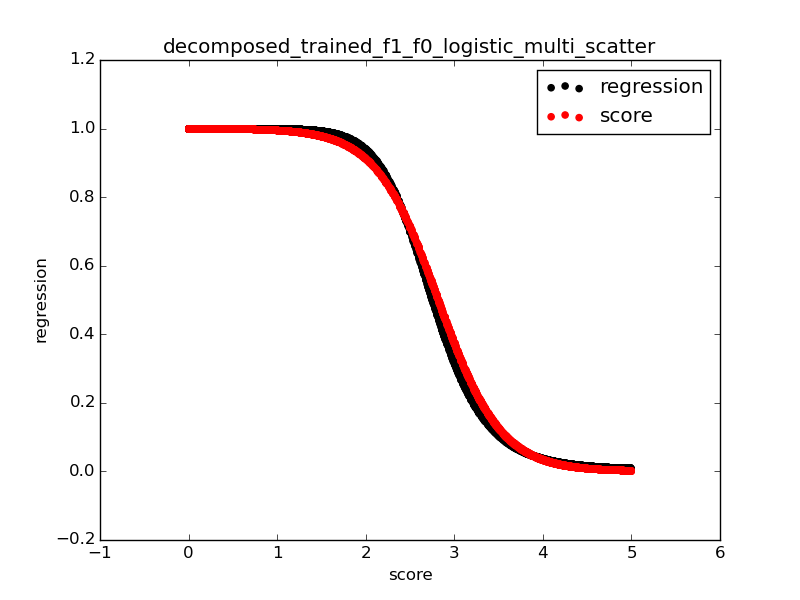 decomposed_trained_f1_f0_logistic_multi_scatter
regression
score
1.2
1.0
0.8
0.6
0.4
0.2
0.0
−0.2
regression
−1 0 1 2 3 4 5 6
score